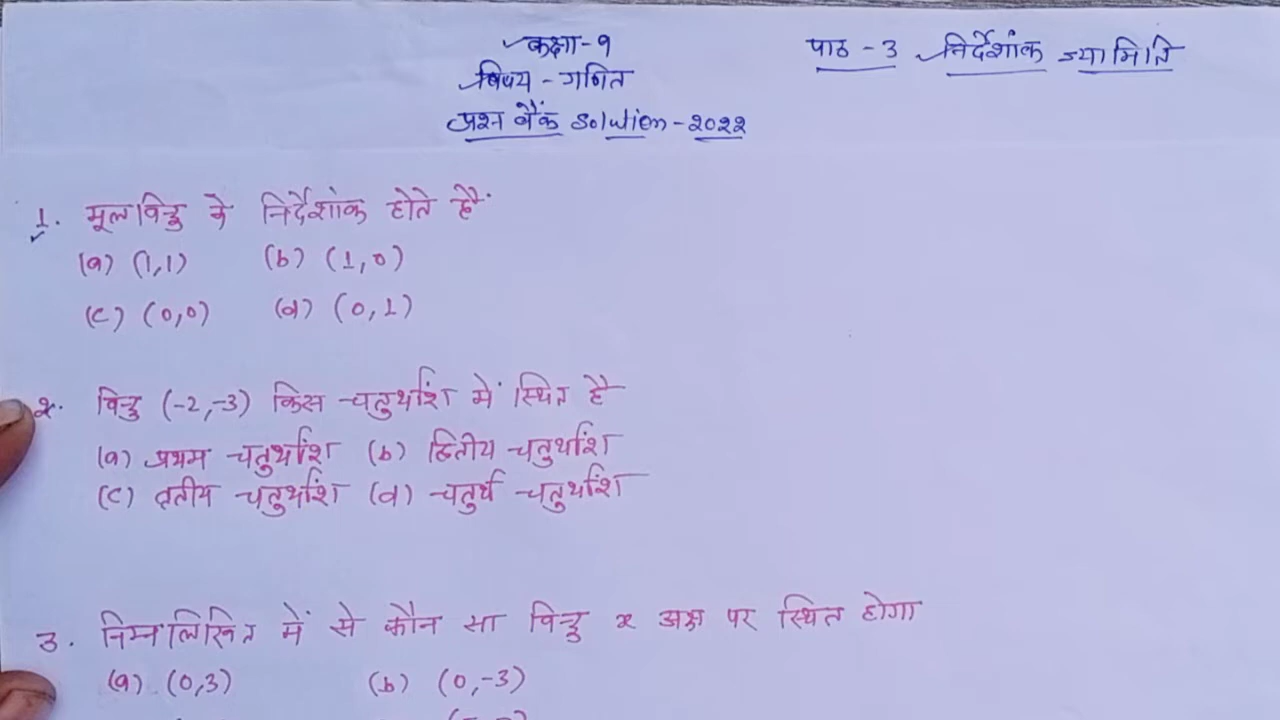 कक्षा-9
विषय - गणित
प्रश्न बैंक Solution-2022
पाठ - 3 निर्देशांक ज्यामिति
1. मूलविन्दु के निर्देशांक होते हैं
(a) (1,1) (b) (1,0)
(c) (0,0) (d) (0,1)
2. विन्दु (-2,-3) किस चतुर्थांश में स्थित है
(a) प्रथम चतुर्थांश (b) द्वितीय चतुर्थांश
(c) तृतीय चतुर्थांश (d) चतुर्थ चतुर्थांश
3. निम्नलिखित में से कौन सा विन्दु x अक्ष पर स्थित होगा
(a) (0,3) (b) (0,-3)